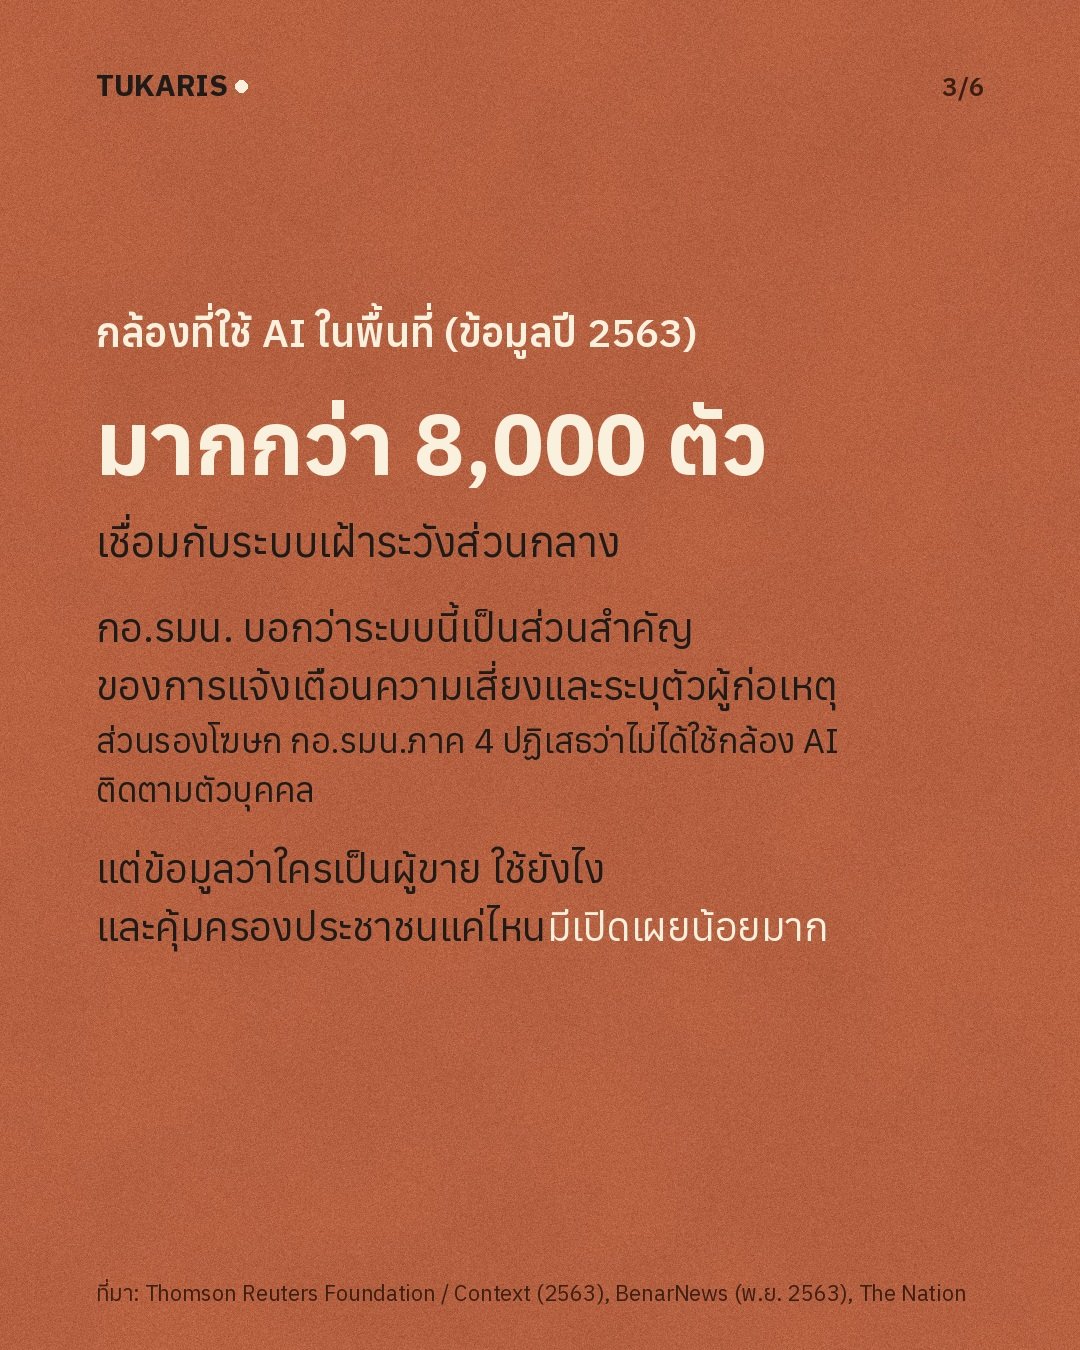 TUKARIS
3/6
กล้องที่ใช้ AI ในพื้นที่ (ข้อมูลปี 2563)
มากกว่า 8,000 ตัว
เชื่อมกับระบบเฝ้าระวังส่วนกลาง
กอ.รมน. บอกว่าระบบนี้เป็นส่วนสำคัญ
ของการแจ้งเตือนความเสี่ยงและระบุตัวผู้ก่อเหตุ
ส่วนรองโฆษก กอ.รมน.ภาค 4 ปฏิเสธว่าไม่ได้ใช้กล้อง AI
ติดตามตัวบุคคล
แต่ข้อมูลว่าใครเป็นผู้ขาย ใช้ยังไง
และคุ้มครองประชาชนแค่ไหนมีเปิดเผยน้อยมาก
ที่มา: Thomson Reuters Foundation / Context (2563), BenarNews (พ.ย. 2563), The Nation